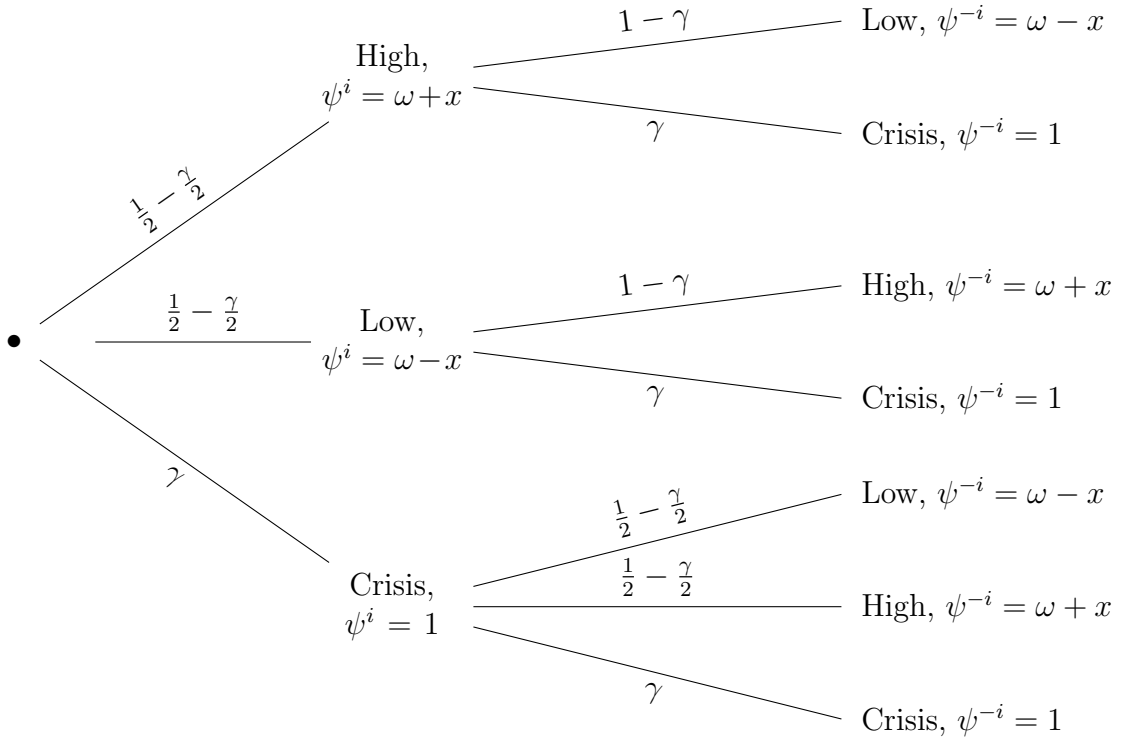 1 − γ
Low, ψ^{−i} = ω − x
High,
ψ^i = ω+x
γ
Crisis, ψ^{−i} = 1
1/2 − γ/2
1 − γ
High, ψ^{−i} = ω + x
1/2 − γ/2
Low,
ψ^i = ω−x
γ
Crisis, ψ^{−i} = 1
γ
1/2 − γ/2
Low, ψ^{−i} = ω − x
Crisis,
ψ^i = 1
1/2 − γ/2
High, ψ^{−i} = ω + x
γ
Crisis, ψ^{−i} = 1